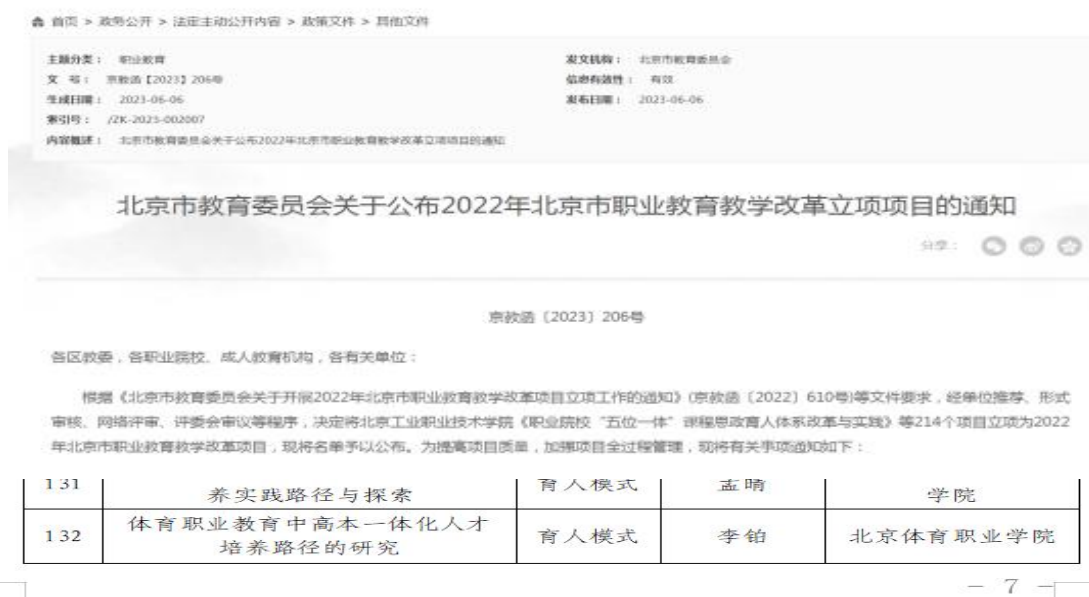 首页 > 政务公开 > 法定主动公开内容 > 政策文件 > 其他文件
主题分类： 职业教育
发文机构： 北京市教育委员会
文 号： 京教函【2023】206号
信息有效性： 有效
生成日期： 2023-06-06
发布日期： 2023-06-06
索引号： /ZK-2023-002007
内容概述： 北京市教育委员会关于公布2022年北京市职业教育教学改革立项项目的通知
北京市教育委员会关于公布2022年北京市职业教育教学改革立项项目的通知
分享：
京教函〔2023〕206号
各区教委，各职业院校、成人教育机构，各有关单位：
根据《北京市教育委员会关于开展2022年北京市职业教育教学改革项目立项工作的通知》(京教函〔2022〕610号)等文件要求，经单位推荐、形式
审核、网络评审、评委会审议等程序，决定将北京工业职业技术学院《职业院校“五位一体”课程思政育人体系改革与实践》等214个项目立项为2022
年北京市职业教育教学改革项目，现将名单予以公布。为提高项目质量，加强项目全过程管理，现将有关事项通知如下：
131 养实践路径与探索 育人模式 孟晴 学院
132 体育职业教育中高本一体化人才 育人模式 李铂 北京体育职业学院
培养路径的研究
- 7 -